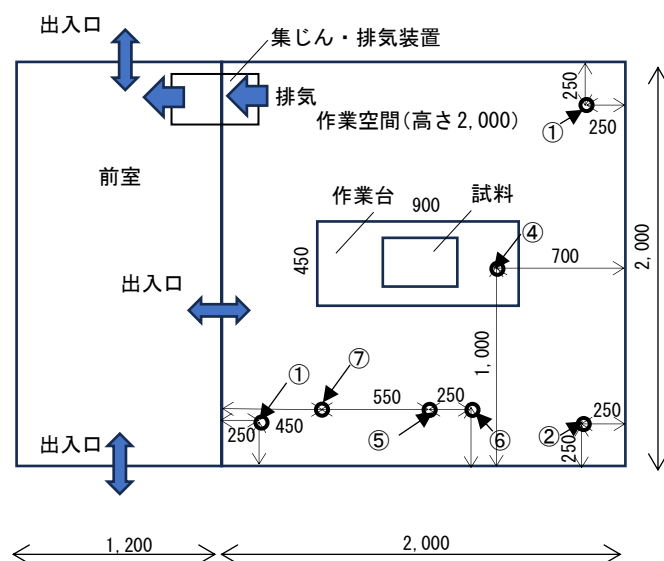 出入口
集じん・排気装置
排気
250
作業空間(高さ2,000)
①
250
前室
作業台
試料
900
④
450
700
2,000
出入口
1,000
①
⑦
550
250
250
450
250
⑤
⑥
②
250
出入口
1,200
2,000